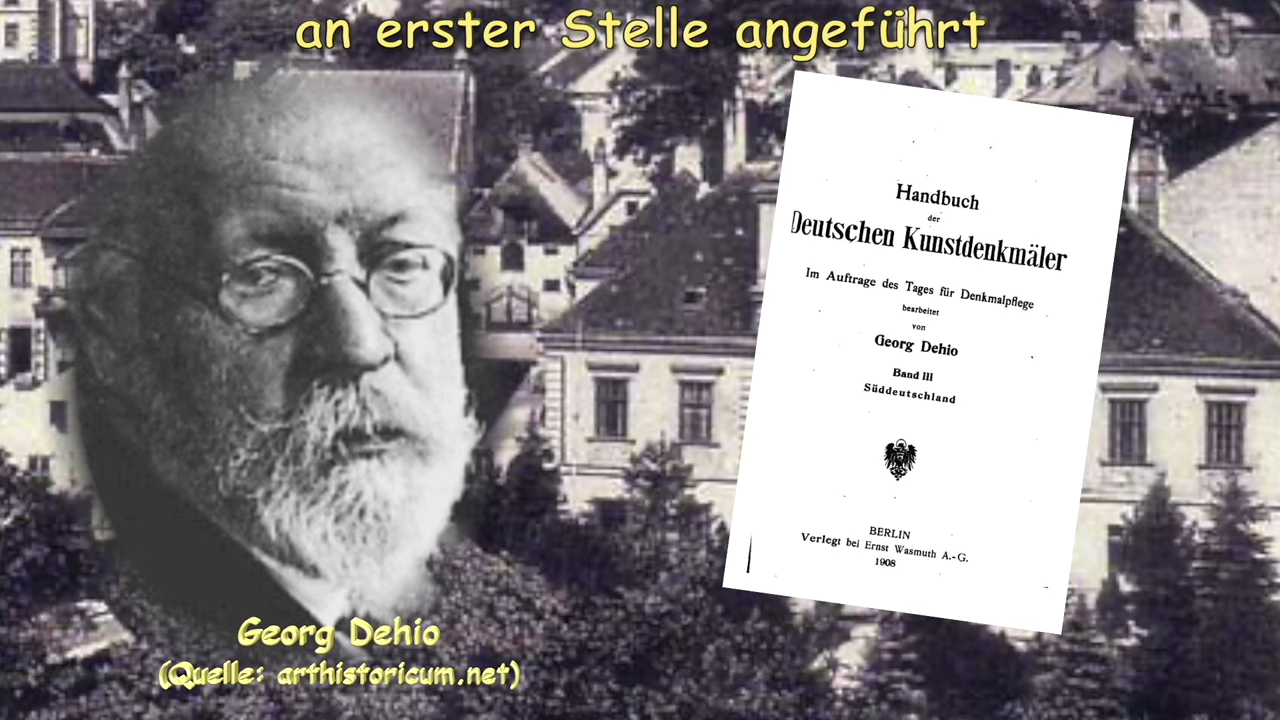 an erster Stelle angeführt
Handbuch
der
Deutschen Kunstdenkmäler
Im Auftrage des Tages für Denkmalpflege
bearbeitet
von
Georg Dehio
Band III
Süddeutschland
BERLIN
Verlegt bei Ernst Wasmuth A.-G.
1908
Georg Dehio
(Quelle: arthistoricum.net)